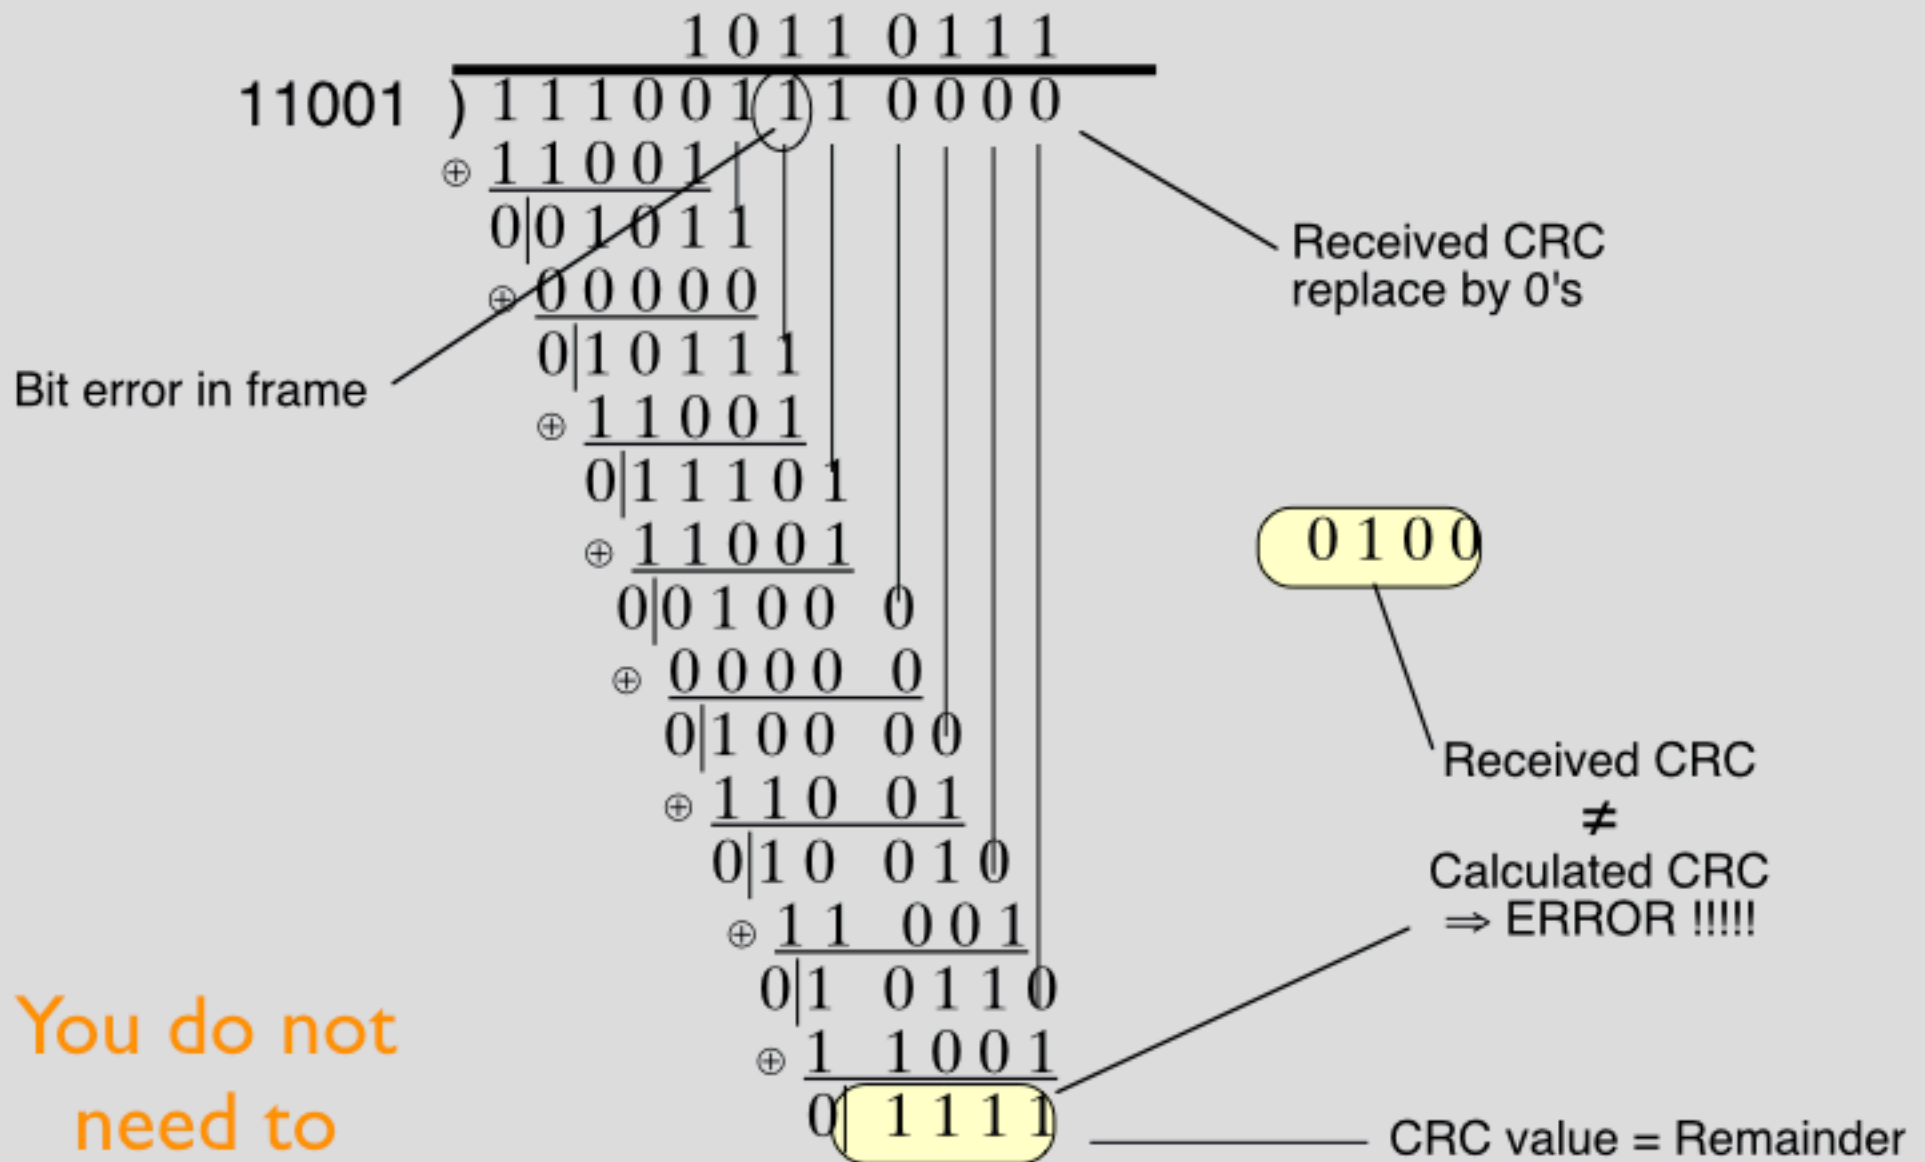 1 0 1 1 0 1 1 1
11001 ) 1 1 1 0 0 1 1 1 0 0 0 0
⊕ 1 1 0 0 1
0|0 1 0 1 1
Received CRC
replace by 0's
⊕ 0 0 0 0 0
0|1 0 1 1 1
Bit error in frame
⊕ 1 1 0 0 1
0|1 1 1 0 1
⊕ 1 1 0 0 1
0 1 0 0
0|0 1 0 0 0
⊕ 0 0 0 0 0
0|1 0 0 0 0
Received CRC
≠
Calculated CRC
⇒ ERROR !!!!!
⊕ 1 1 0 0 1
0|1 0 0 1 0
⊕ 1 1 0 0 1
0|1 0 1 1 0
⊕ 1 1 0 0 1
0| 1 1 1 1
CRC value = Remainder
You do not
need to